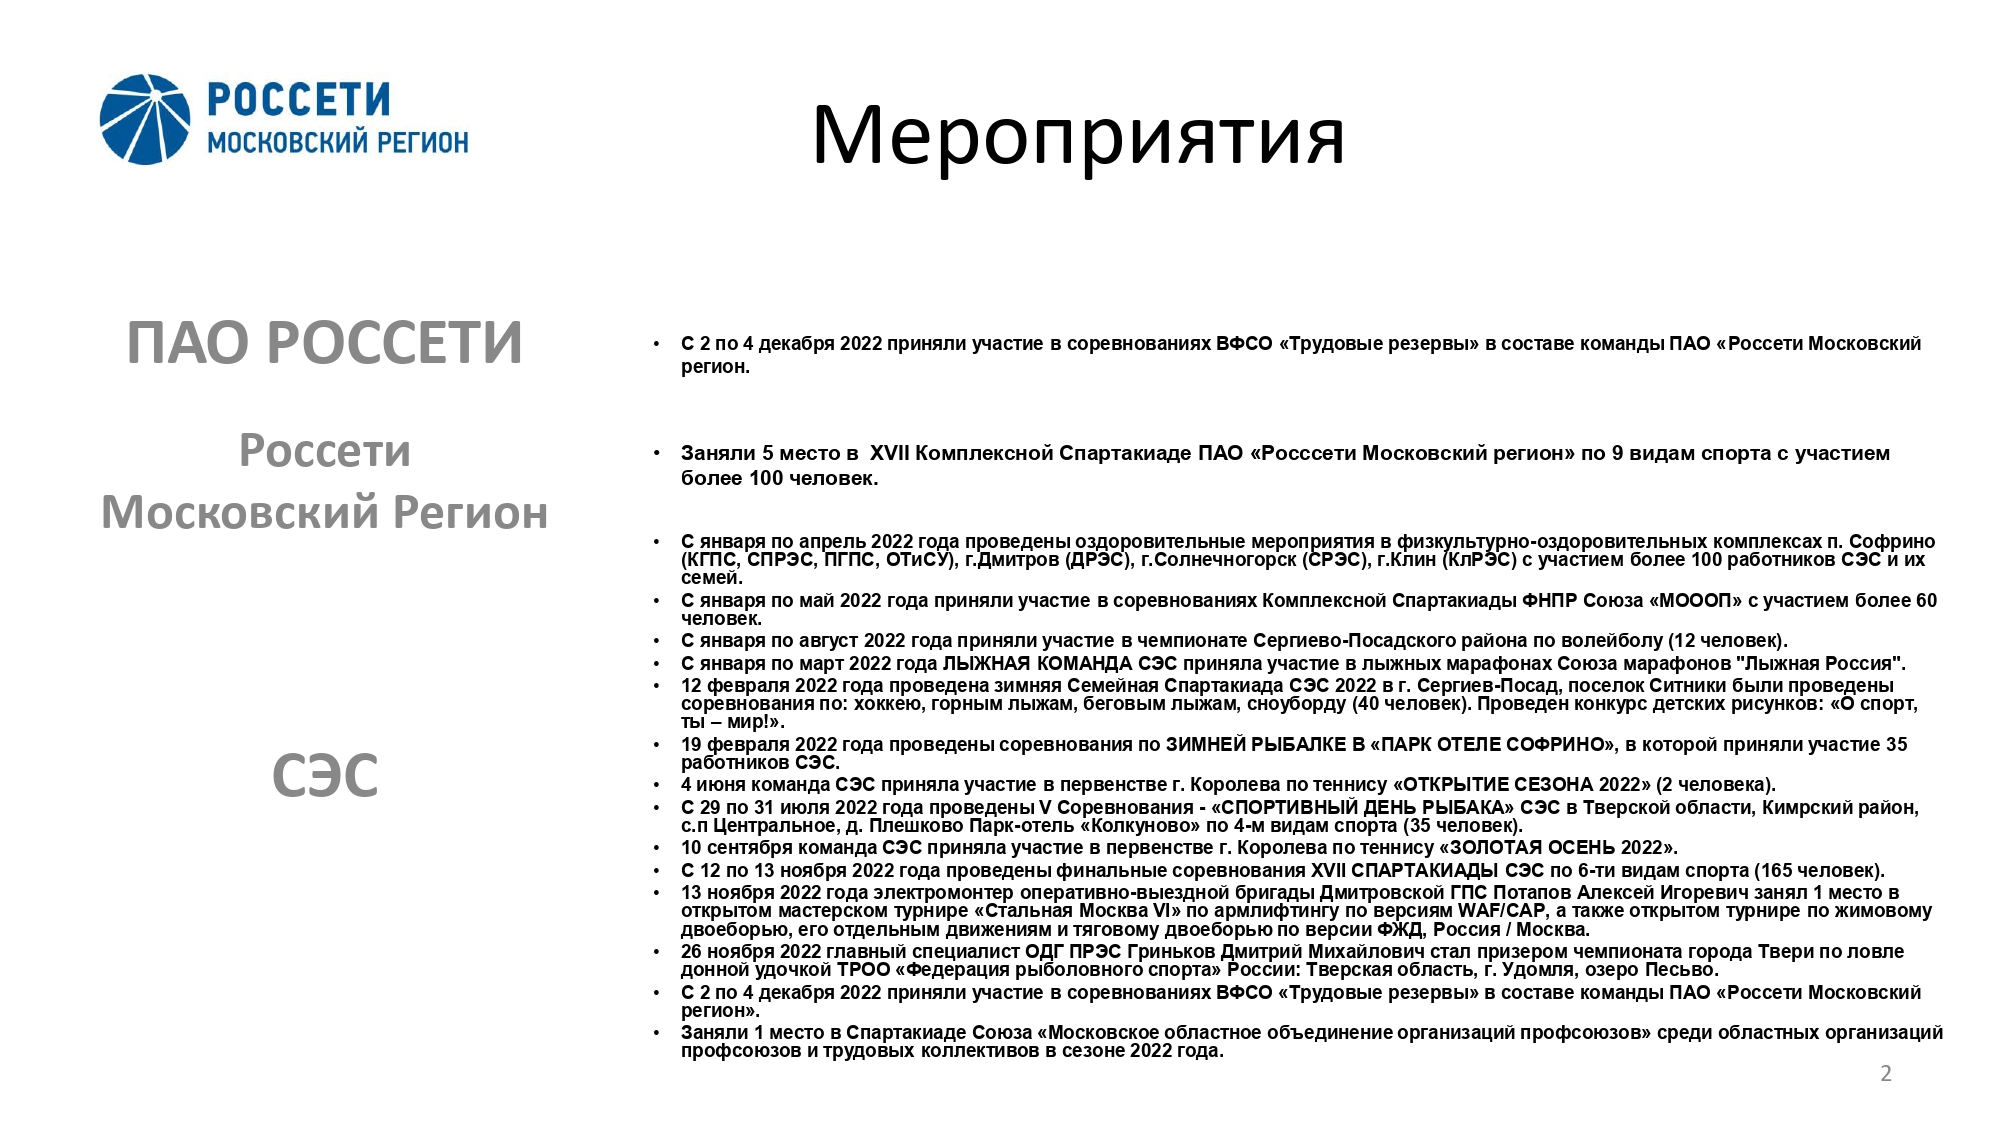 РОССЕТИ
МОСКОВСКИЙ РЕГИОН
Мероприятия
ПАО РОССЕТИ
• С 2 по 4 декабря 2022 приняли участие в соревнованиях ВФСО «Трудовые резервы» в составе команды ПАО «Россети Московский
регион.
Россети
Московский Регион
• Заняли 5 место в XVII Комплексной Спартакиаде ПАО «Росссети Московский регион» по 9 видам спорта с участием
более 100 человек.
СЭС
• С января по апрель 2022 года проведены оздоровительные мероприятия в физкультурно-оздоровительных комплексах п. Софрино
(КГПС, СПРЭС, ПГПС, ОТиСУ), г.Дмитров (ДРЭС), г.Солнечногорск (СРЭС), г.Клин (КлРЭС) с участием более 100 работников СЭС и их
семей.
• С января по май 2022 года приняли участие в соревнованиях Комплексной Спартакиады ФНПР Союза «МОООП» с участием более 60
человек.
• С января по август 2022 года приняли участие в чемпионате Сергиево-Посадского района по волейболу (12 человек).
• С января по март 2022 года ЛЫЖНАЯ КОМАНДА СЭС приняла участие в лыжных марафонах Союза марафонов "Лыжная Россия".
• 12 февраля 2022 года проведена зимняя Семейная Спартакиада СЭС 2022 в г. Сергиев-Посад, поселок Ситники были проведены
соревнования по: хоккею, горным лыжам, беговым лыжам, сноуборду (40 человек). Проведен конкурс детских рисунков: «О спорт,
ты – мир!».
• 19 февраля 2022 года проведены соревнования по ЗИМНЕЙ РЫБАЛКЕ В «ПАРК ОТЕЛЕ СОФРИНО», в которой приняли участие 35
работников СЭС.
• 4 июня команда СЭС приняла участие в первенстве г. Королева по теннису «ОТКРЫТИЕ СЕЗОНА 2022» (2 человека).
• С 29 по 31 июля 2022 года проведены V Соревнования - «СПОРТИВНЫЙ ДЕНЬ РЫБАКА» СЭС в Тверской области, Кимрский район,
с.п Центральное, д. Плешково Парк-отель «Колкуново» по 4-м видам спорта (35 человек).
• 10 сентября команда СЭС приняла участие в первенстве г. Королева по теннису «ЗОЛОТАЯ ОСЕНЬ 2022».
• С 12 по 13 ноября 2022 года проведены финальные соревнования XVII СПАРТАКИАДЫ СЭС по 6-ти видам спорта (165 человек).
• 13 ноября 2022 года электромонтер оперативно-выездной бригады Дмитровской ГПС Потапов Алексей Игоревич занял 1 место в
открытом мастерском турнире «Стальная Москва VI» по армлифтингу по версиям WAF/CAP, а также открытом турнире по жимовому
двоеборью, его отдельным движениям и тяговому двоеборью по версии ФЖД, Россия / Москва.
• 26 ноября 2022 главный специалист ОДГ ПРЭС Гриньков Дмитрий Михайлович стал призером чемпионата города Твери по ловле
донной удочкой ТРОО «Федерация рыболовного спорта» России: Тверская область, г. Удомля, озеро Песьво.
• С 2 по 4 декабря 2022 приняли участие в соревнованиях ВФСО «Трудовые резервы» в составе команды ПАО «Россети Московский
регион».
• Заняли 1 место в Спартакиаде Союза «Московское областное объединение организаций профсоюзов» среди областных организаций
профсоюзов и трудовых коллективов в сезоне 2022 года.
2